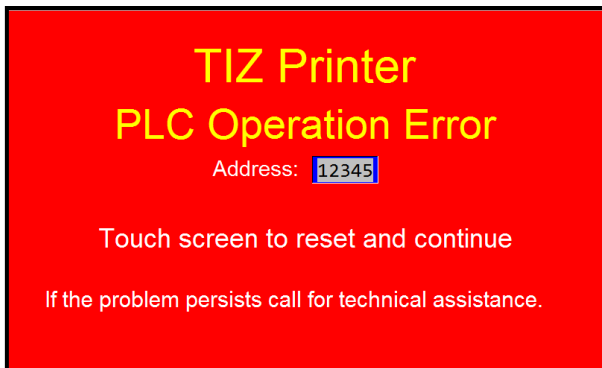 TIZ Printer
PLC Operation Error
Address: 12345
Touch screen to reset and continue
If the problem persists call for technical assistance.